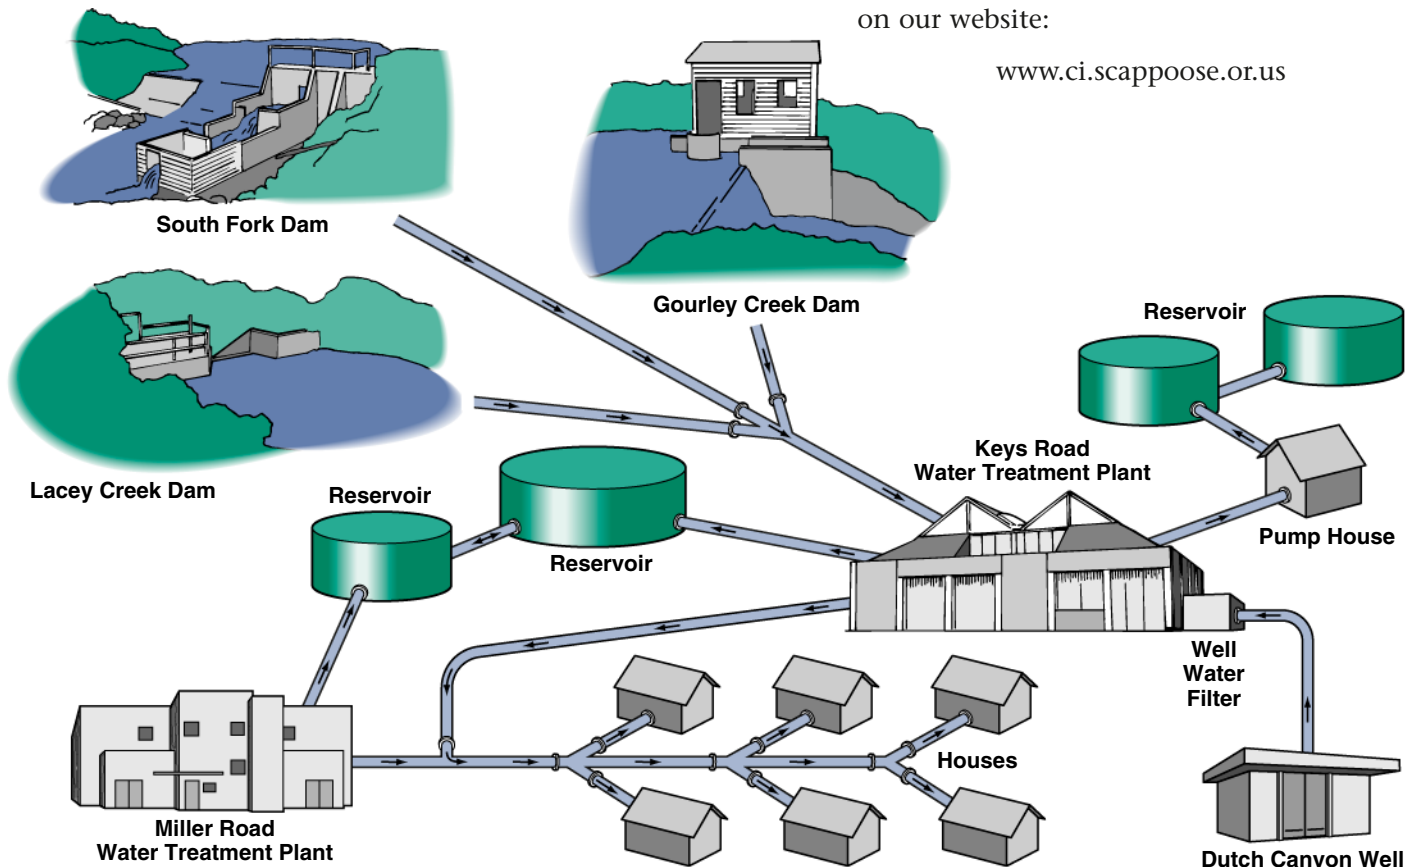 on our website:
www.ci.scappoose.or.us
South Fork Dam
Gourley Creek Dam
Reservoir
Lacey Creek Dam
Keys Road
Water Treatment Plant
Reservoir
Reservoir
Pump House
Well
Water
Filter
Houses
Miller Road
Water Treatment Plant
Dutch Canyon Well